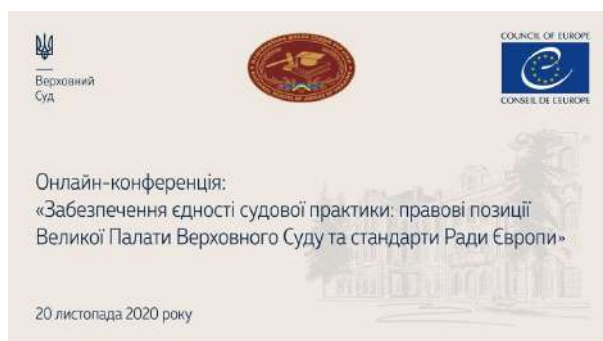 Верховний
Суд
COUNCIL OF EUROPE
CONSEIL DE L'EUROPE
Онлайн-конференція:
«Забезпечення єдності судової практики: правові позиції
Великої Палати Верховного Суду та стандарти Ради Європи»
20 листопада 2020 року